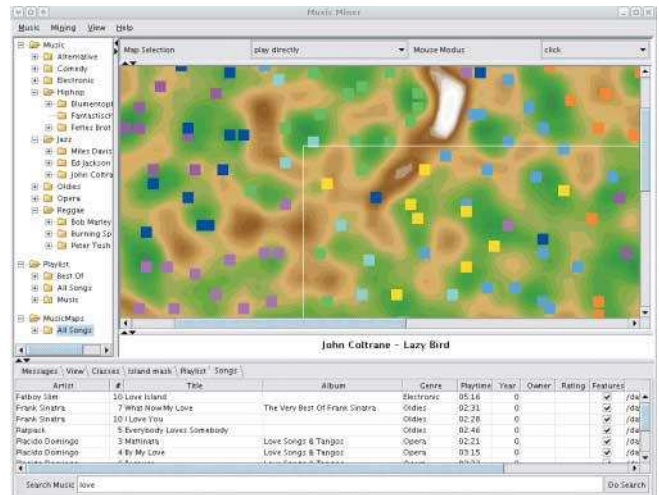 Music Miner
Music Mining View Help
Music
Alternative
Comedy
Electronic
Hiphop
Blumentopf
Fantastisch
Fettes Brot
Jazz
Miles Davis
Ed Jackson
John Coltra
Oldies
Opera
Reggae
Bob Marley
Burning Sp
Peter Tosh
Playlist
Best Of
All Songs
Music
MusicMaps
All Songs
Map Selection play directly Mouse Modus click
John Coltrane - Lazy Bird
Messages View Classes Island mask Playlist Songs
Artist # Title Album Genre Playtime Year Owner Rating Features
Fatboy Slim 10 Love Island Electronic 05:16 0 /da
Frank Sinatra 7 What Now My Love The Very Best Of Frank Sinatra Oldies 02:31 0 /da
Frank Sinatra 10 I Love You Oldies 02:28 0 /da
Ratpack 5 Everybody Loves Somebody Oldies 02:46 0 /da
Placido Domingo 3 Mattinata Love Songs & Tangos Opera 02:21 0 /da
Placido Domingo 4 By My Love Love Songs & Tangos Opera 03:15 0 /da
Search Music love Do Search